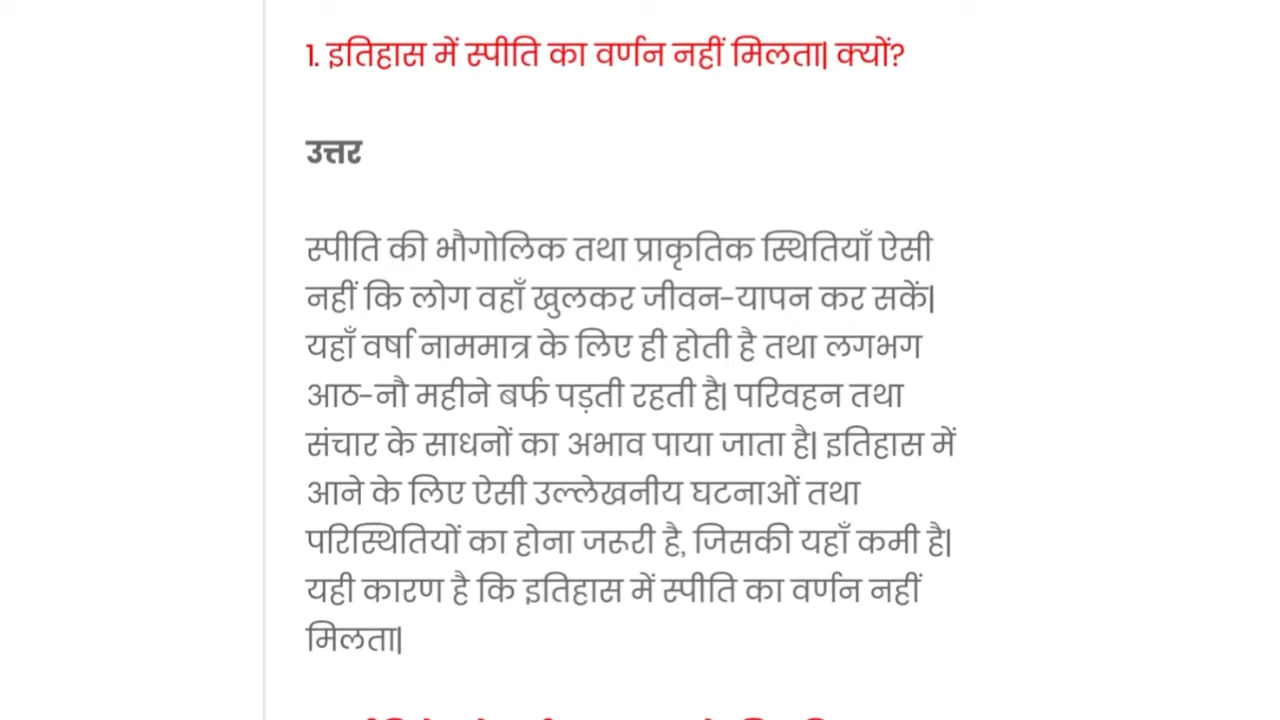 1. इतिहास में स्पीति का वर्णन नहीं मिलता| क्यों?
उत्तर
स्पीति की भौगोलिक तथा प्राकृतिक स्थितियाँ ऐसी
नहीं कि लोग वहाँ खुलकर जीवन-यापन कर सकें|
यहाँ वर्षा नाममात्र के लिए ही होती है तथा लगभग
आठ-नौ महीने बर्फ पड़ती रहती है| परिवहन तथा
संचार के साधनों का अभाव पाया जाता है| इतिहास में
आने के लिए ऐसी उल्लेखनीय घटनाओं तथा
परिस्थितियों का होना जरूरी है, जिसकी यहाँ कमी है|
यही कारण है कि इतिहास में स्पीति का वर्णन नहीं
मिलता|